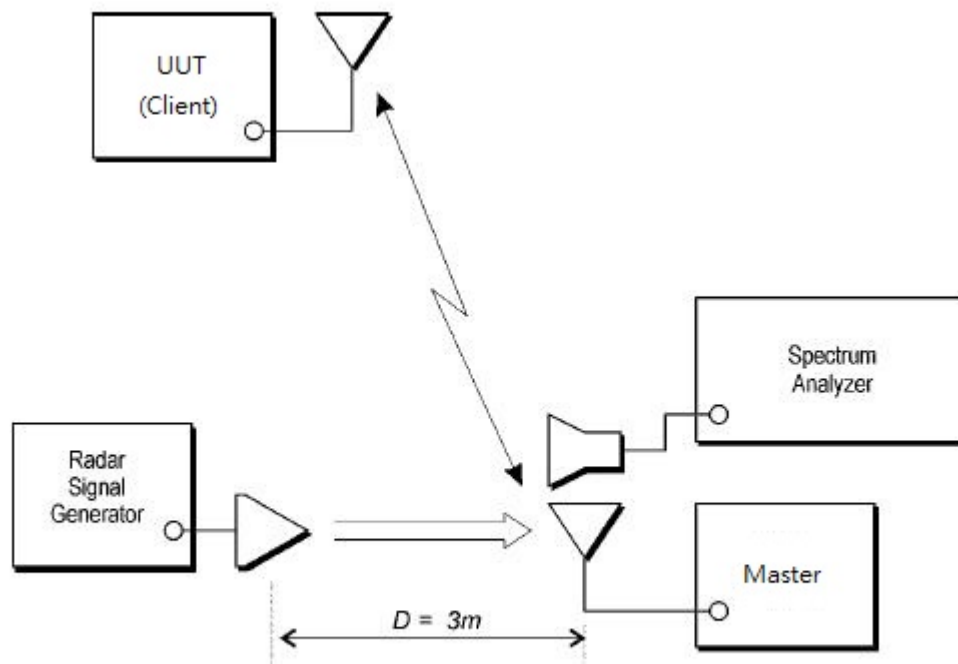 UUT
(Client)
Spectrum
Analyzer
Radar
Signal
Generator
Master
D = 3m